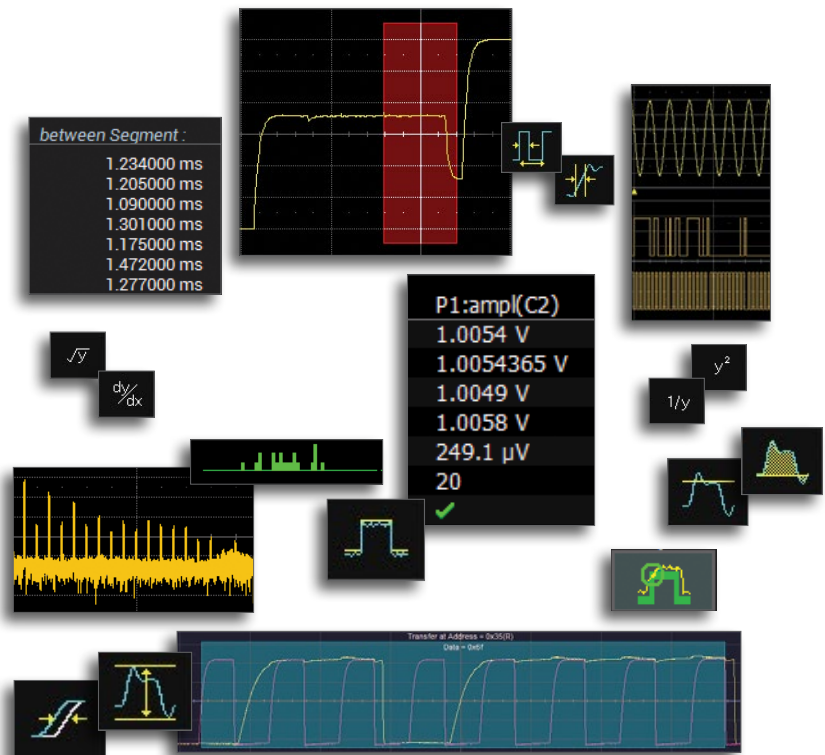 between Segment :
1.234000 ms
1.205000 ms
1.090000 ms
1.301000 ms
1.175000 ms
1.472000 ms
1.277000 ms
P1:ampl(C2)
1.0054 V
1.0054365 V
1.0049 V
1.0058 V
249.1 µV
20
√y
dy/dx
y²
1/y
Transfer at Address = 0x35(R)
Data = 0x6f